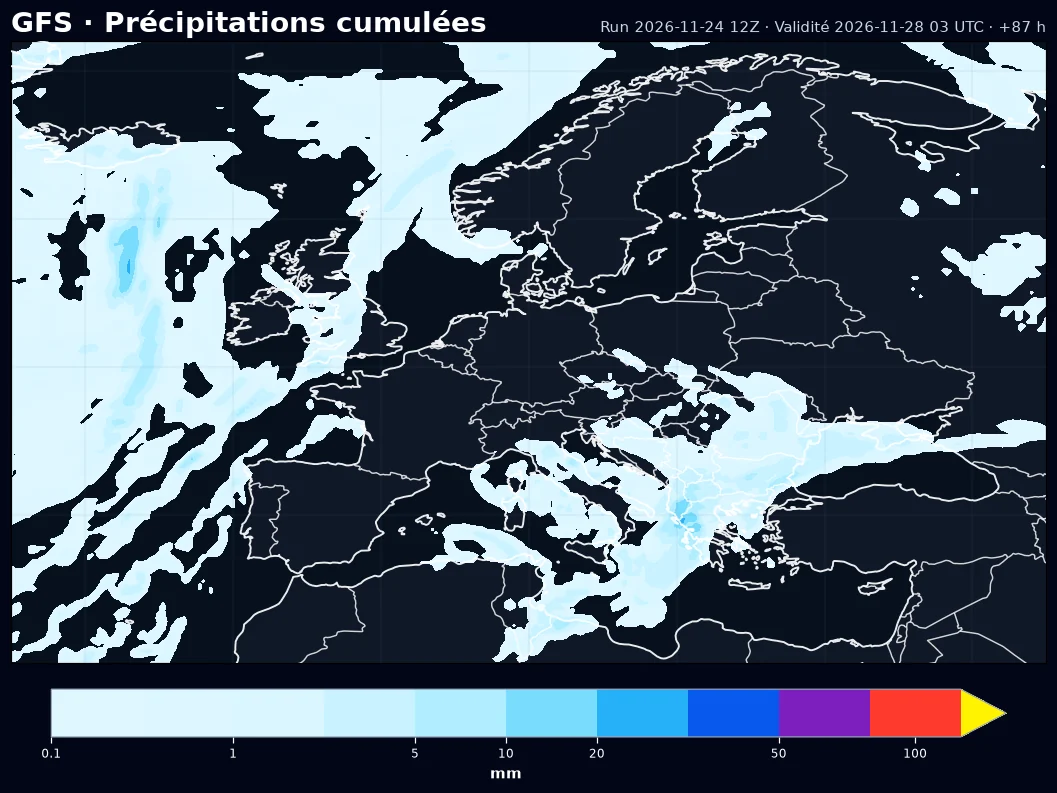 GFS · Précipitations cumulées
Run 2026-11-24 12Z · Validité 2026-11-28 03 UTC · +87 h
0.1 1 5 10 20 50 100
mm